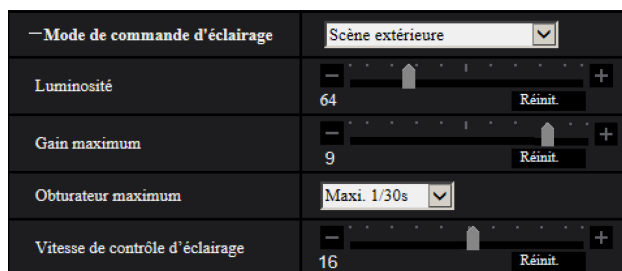 —Mode de commande d'éclairage Scène extérieure
Luminosité
64 Réinit.
Gain maximum
9 Réinit.
Obturateur maximum Maxi. 1/30s
Vitesse de contrôle d’éclairage
16 Réinit.